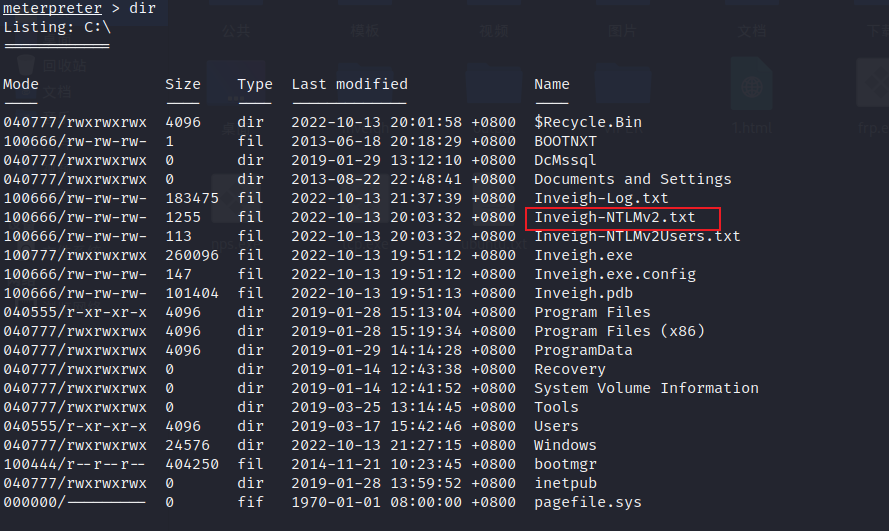 meterpreter > dir
Listing: C:\
============
Mode Size Type Last modified Name
---- ---- ---- ------------- ----
040777/rwxrwxrwx 4096 dir 2022-10-13 20:01:58 +0800 $Recycle.Bin
100666/rw-rw-rw- 1 fil 2013-06-18 20:18:29 +0800 BOOTNXT
040777/rwxrwxrwx 0 dir 2019-01-29 13:12:10 +0800 DcMssql
040777/rwxrwxrwx 0 dir 2013-08-22 22:48:41 +0800 Documents and Settings
100666/rw-rw-rw- 183475 fil 2022-10-13 21:37:39 +0800 Inveigh-Log.txt
100666/rw-rw-rw- 1255 fil 2022-10-13 20:03:32 +0800 Inveigh-NTLMv2.txt
100666/rw-rw-rw- 113 fil 2022-10-13 20:03:32 +0800 Inveigh-NTLMv2Users.txt
100777/rwxrwxrwx 260096 fil 2022-10-13 19:51:12 +0800 Inveigh.exe
100666/rw-rw-rw- 147 fil 2022-10-13 19:51:12 +0800 Inveigh.exe.config
100666/rw-rw-rw- 101404 fil 2022-10-13 19:51:13 +0800 Inveigh.pdb
040555/r-xr-xr-x 4096 dir 2019-01-28 15:13:04 +0800 Program Files
040777/rwxrwxrwx 4096 dir 2019-01-28 15:19:34 +0800 Program Files (x86)
040777/rwxrwxrwx 4096 dir 2019-01-29 14:14:28 +0800 ProgramData
040777/rwxrwxrwx 0 dir 2019-01-14 12:43:38 +0800 Recovery
040777/rwxrwxrwx 0 dir 2019-01-14 12:41:52 +0800 System Volume Information
040777/rwxrwxrwx 0 dir 2019-03-25 13:14:45 +0800 Tools
040555/r-xr-xr-x 4096 dir 2019-03-17 15:42:46 +0800 Users
040777/rwxrwxrwx 24576 dir 2022-10-13 21:27:15 +0800 Windows
100444/r--r--r-- 404250 fil 2014-11-21 10:23:45 +0800 bootmgr
040777/rwxrwxrwx 0 dir 2019-01-28 13:59:52 +0800 inetpub
000000/--------- 0 fif 1970-01-01 08:00:00 +0800 pagefile.sys
公共
模板
视频
图片
文档
回收站
1.html